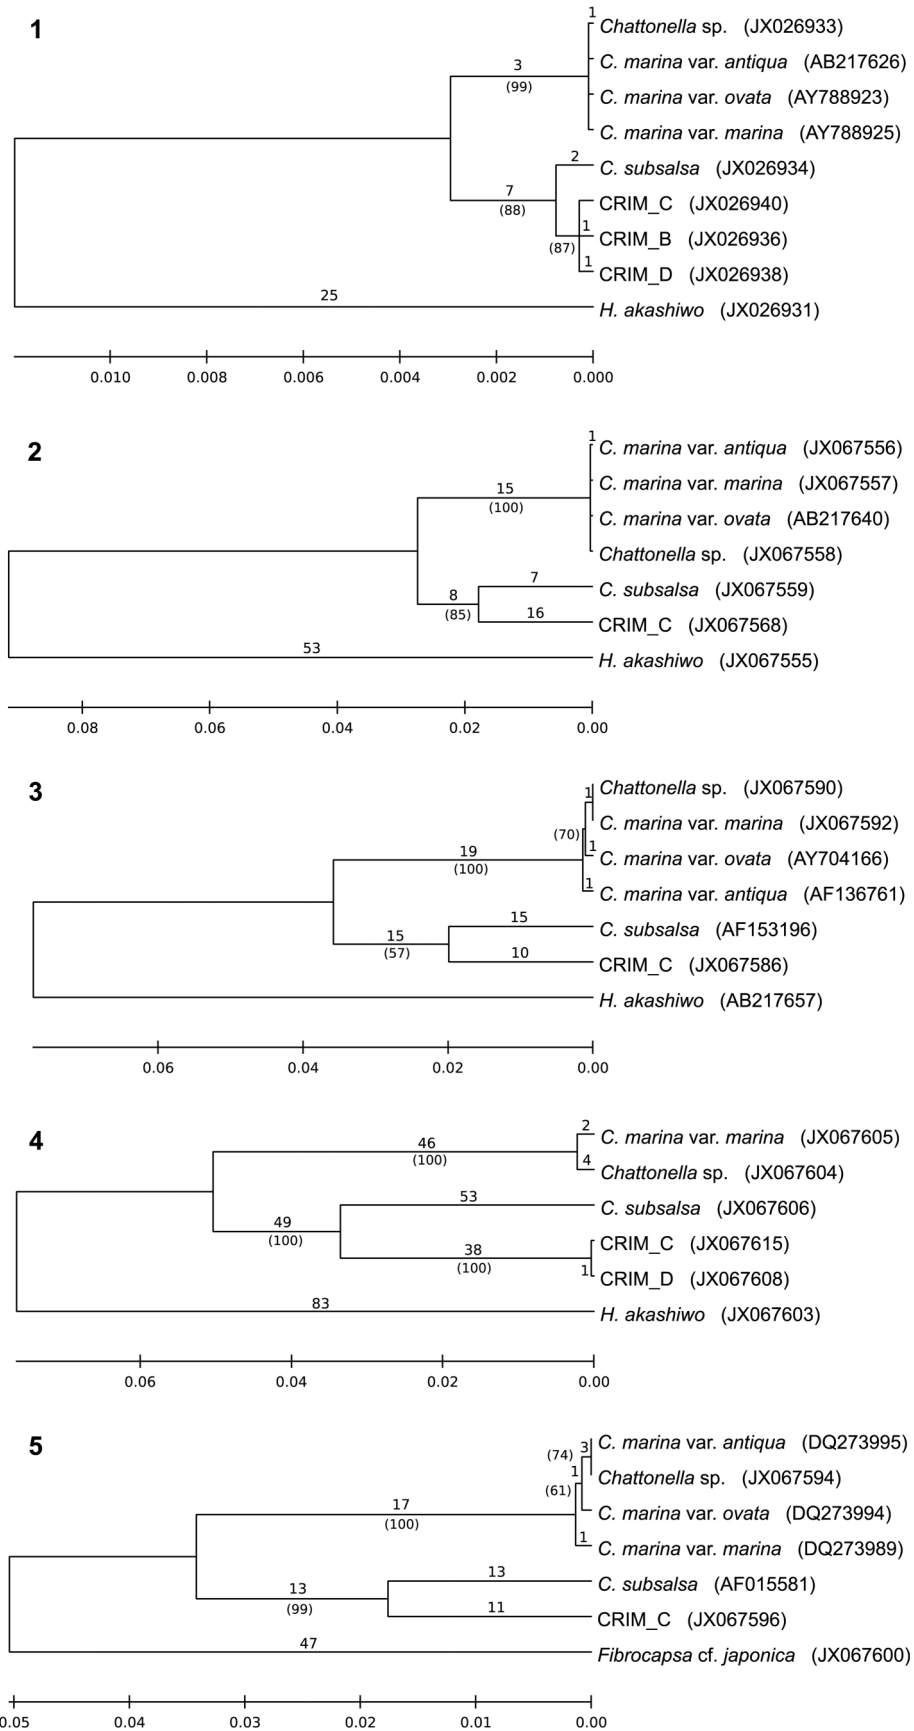 1
1
Chattonella sp. (JX026933)
3
C. marina var. antiqua (AB217626)
(99)
C. marina var. ovata (AY788923)
C. marina var. marina (AY788925)
2
C. subsalsa (JX026934)
7
(88)
CRIM_C (JX026940)
1
(87)
CRIM_B (JX026936)
1
CRIM_D (JX026938)
25
H. akashiwo (JX026931)
0.010 0.008 0.006 0.004 0.002 0.000
2
1
C. marina var. antiqua (JX067556)
15
C. marina var. marina (JX067557)
(100)
C. marina var. ovata (AB217640)
Chattonella sp. (JX067558)
7
C. subsalsa (JX067559)
8
(85)
16
CRIM_C (JX067568)
53
H. akashiwo (JX067555)
0.08 0.06 0.04 0.02 0.00
3
1
Chattonella sp. (JX067590)
C. marina var. marina (JX067592)
(70)
19
1
C. marina var. ovata (AY704166)
(100)
1
C. marina var. antiqua (AF136761)
15
C. subsalsa (AF153196)
15
(57)
10
CRIM_C (JX067586)
H. akashiwo (AB217657)
0.06 0.04 0.02 0.00
4
2
C. marina var. marina (JX067605)
46
(100)
4
Chattonella sp. (JX067604)
53
C. subsalsa (JX067606)
49
(100)
38
CRIM_C (JX067615)
(100)
1
CRIM_D (JX067608)
83
H. akashiwo (JX067603)
0.06 0.04 0.02 0.00
5
(74)
3
C. marina var. antiqua (DQ273995)
1
Chattonella sp. (JX067594)
(61)
17
C. marina var. ovata (DQ273994)
(100)
1
C. marina var. marina (DQ273989)
13
C. subsalsa (AF015581)
13
(99)
11
CRIM_C (JX067596)
47
Fibrocapsa cf. japonica (JX067600)
0.05 0.04 0.03 0.02 0.01 0.00